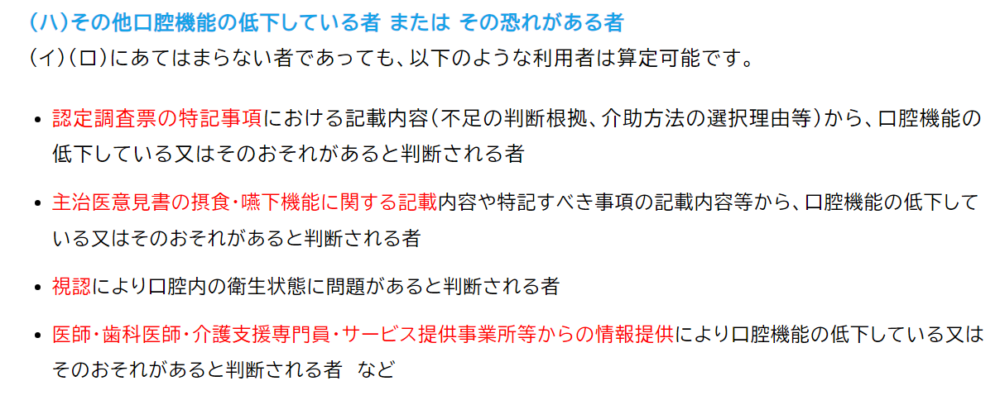 （ハ）その他口腔機能の低下している者 または その恐れがある者
（イ）（ロ）にあてはまらない者であっても、以下のような利用者は算定可能です。
• 認定調査票の特記事項における記載内容（不足の判断根拠、介助方法の選択理由等）から、口腔機能の
低下している又はそのおそれがあると判断される者
• 主治医意見書の摂食・嚥下機能に関する記載内容や特記すべき事項の記載内容等から、口腔機能の低下して
いる又はそのおそれがあると判断される者
• 視認により口腔内の衛生状態に問題があると判断される者
• 医師・歯科医師・介護支援専門員・サービス提供事業所等からの情報提供により口腔機能の低下している又は
そのおそれがあると判断される者　など